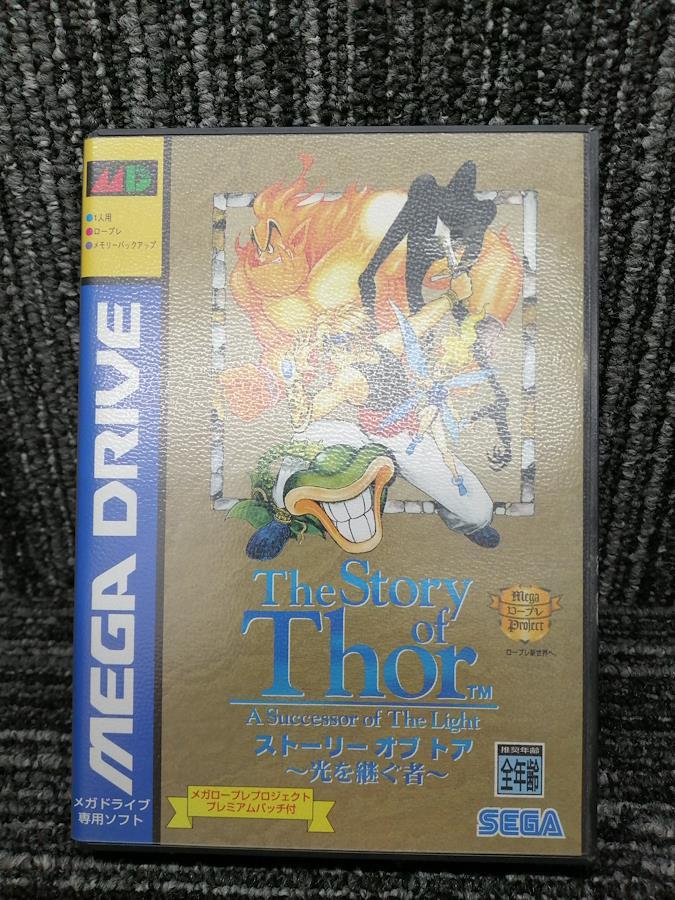 MD
1人用
ロープレ
メモリーバックアップ
MEGA DRIVE
メガドライブ
専用ソフト
The Story
of
Thor™
A Successor of The Light
ストーリー オブ トア
〜光を継ぐ者〜
Mega
ロープレ
Project
ロープレ新世界へ。
メガロープレプロジェクト
プレミアムバッチ付
推奨年齢
全年齢
SEGA